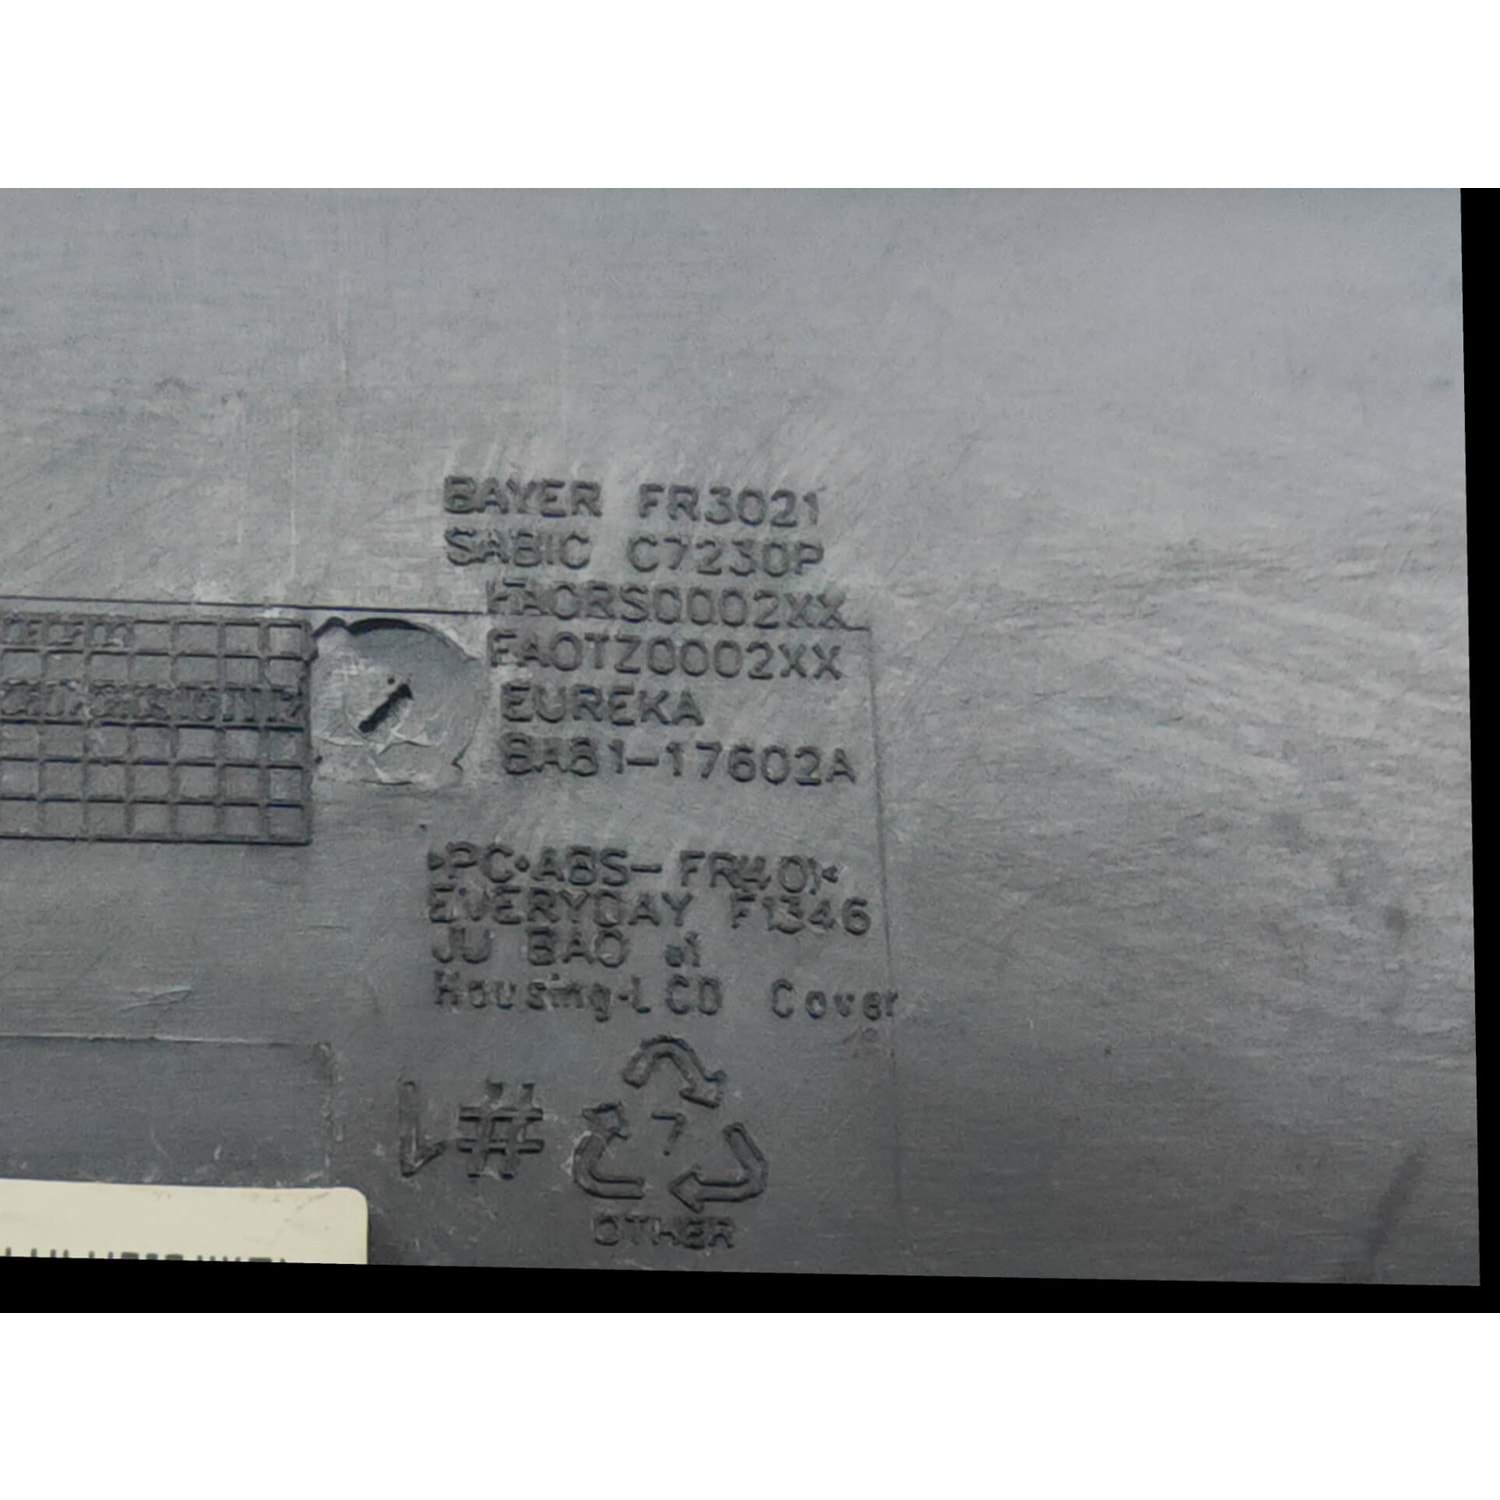 BAYER FR3021
SABIC C7230P
FAORS0002XX
FAOTZ0002XX
EUREKA
BA81-17602A
>PC+ABS-FR(40)<
EVERYDAY F1346
JU BAO
Housing-LCD Cover
1#
7
OTHER